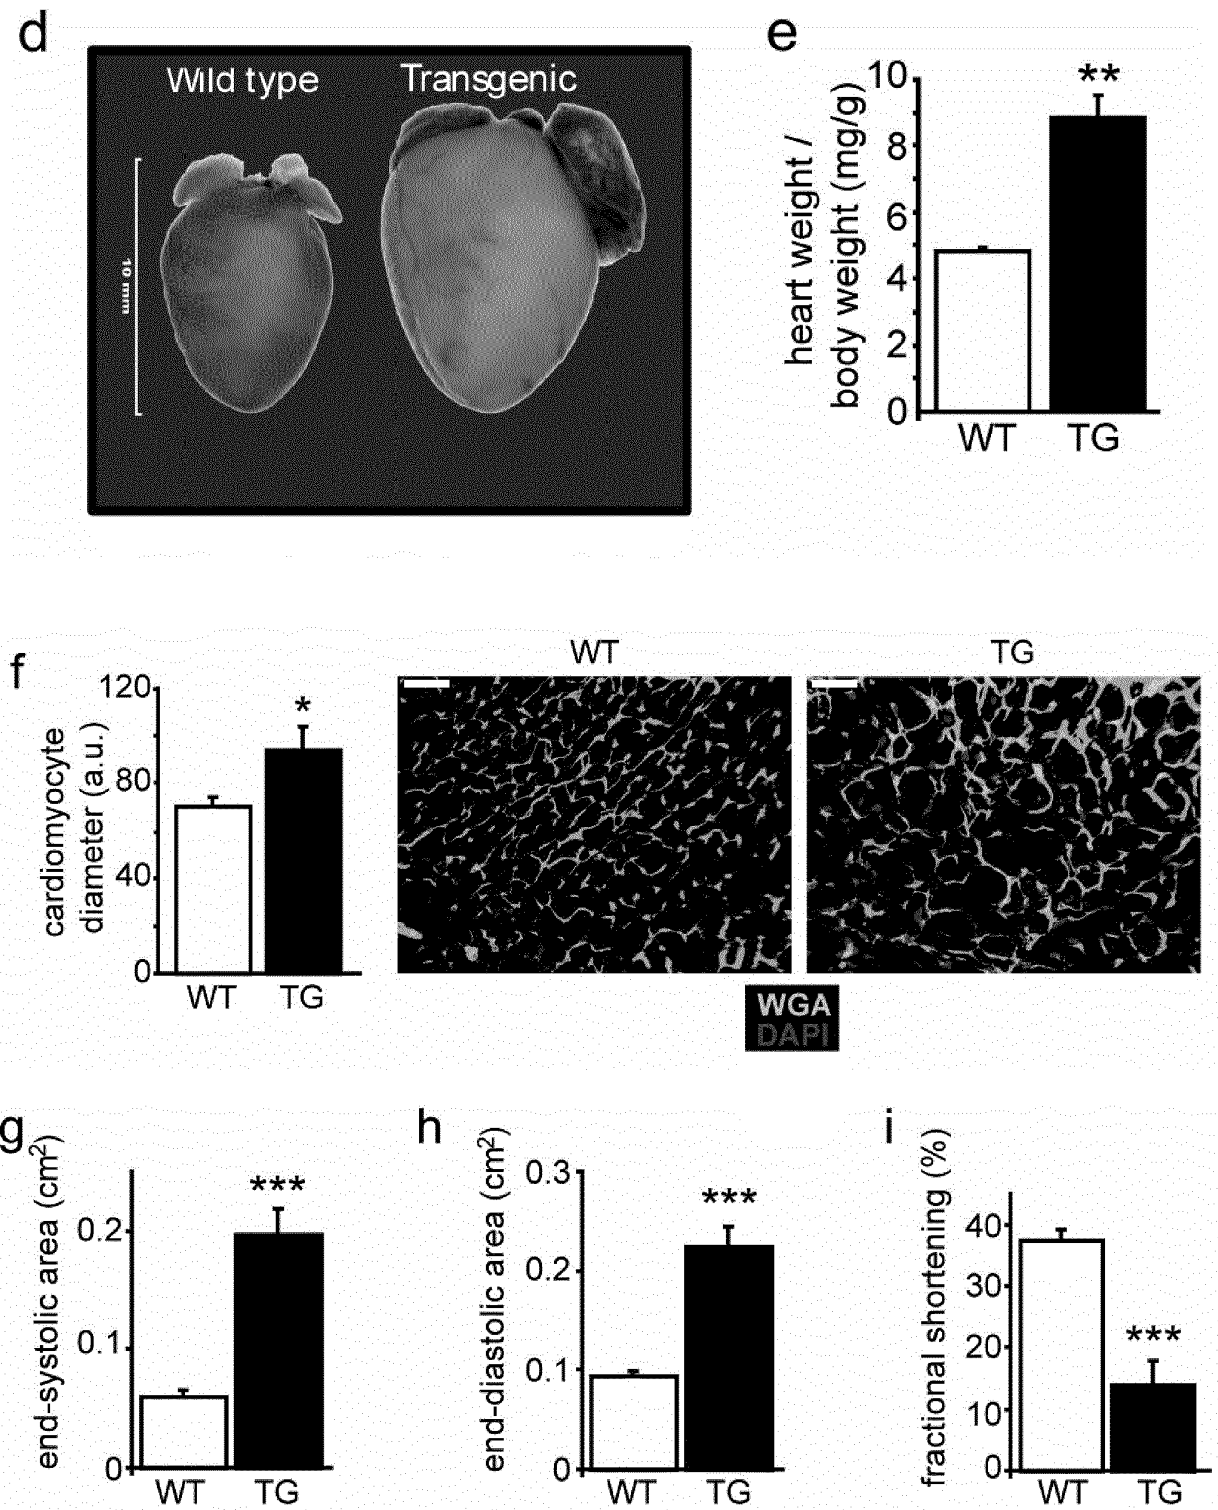 d
Wild type
Transgenic
10 mm
e
heart weight /
body weight (mg/g)
10
8
6
4
2
0
**
WT
TG
f
cardiomyocyte
diameter (a.u.)
120
80
40
0
*
WT
TG
WT
TG
WGA
DAPI
g
end-systolic area (cm²)
0.2
0.1
0
***
WT
TG
h
end-diastolic area (cm²)
0.3
0.2
0.1
0
***
WT
TG
i
fractional shortening (%)
40
30
20
10
0
***
WT
TG